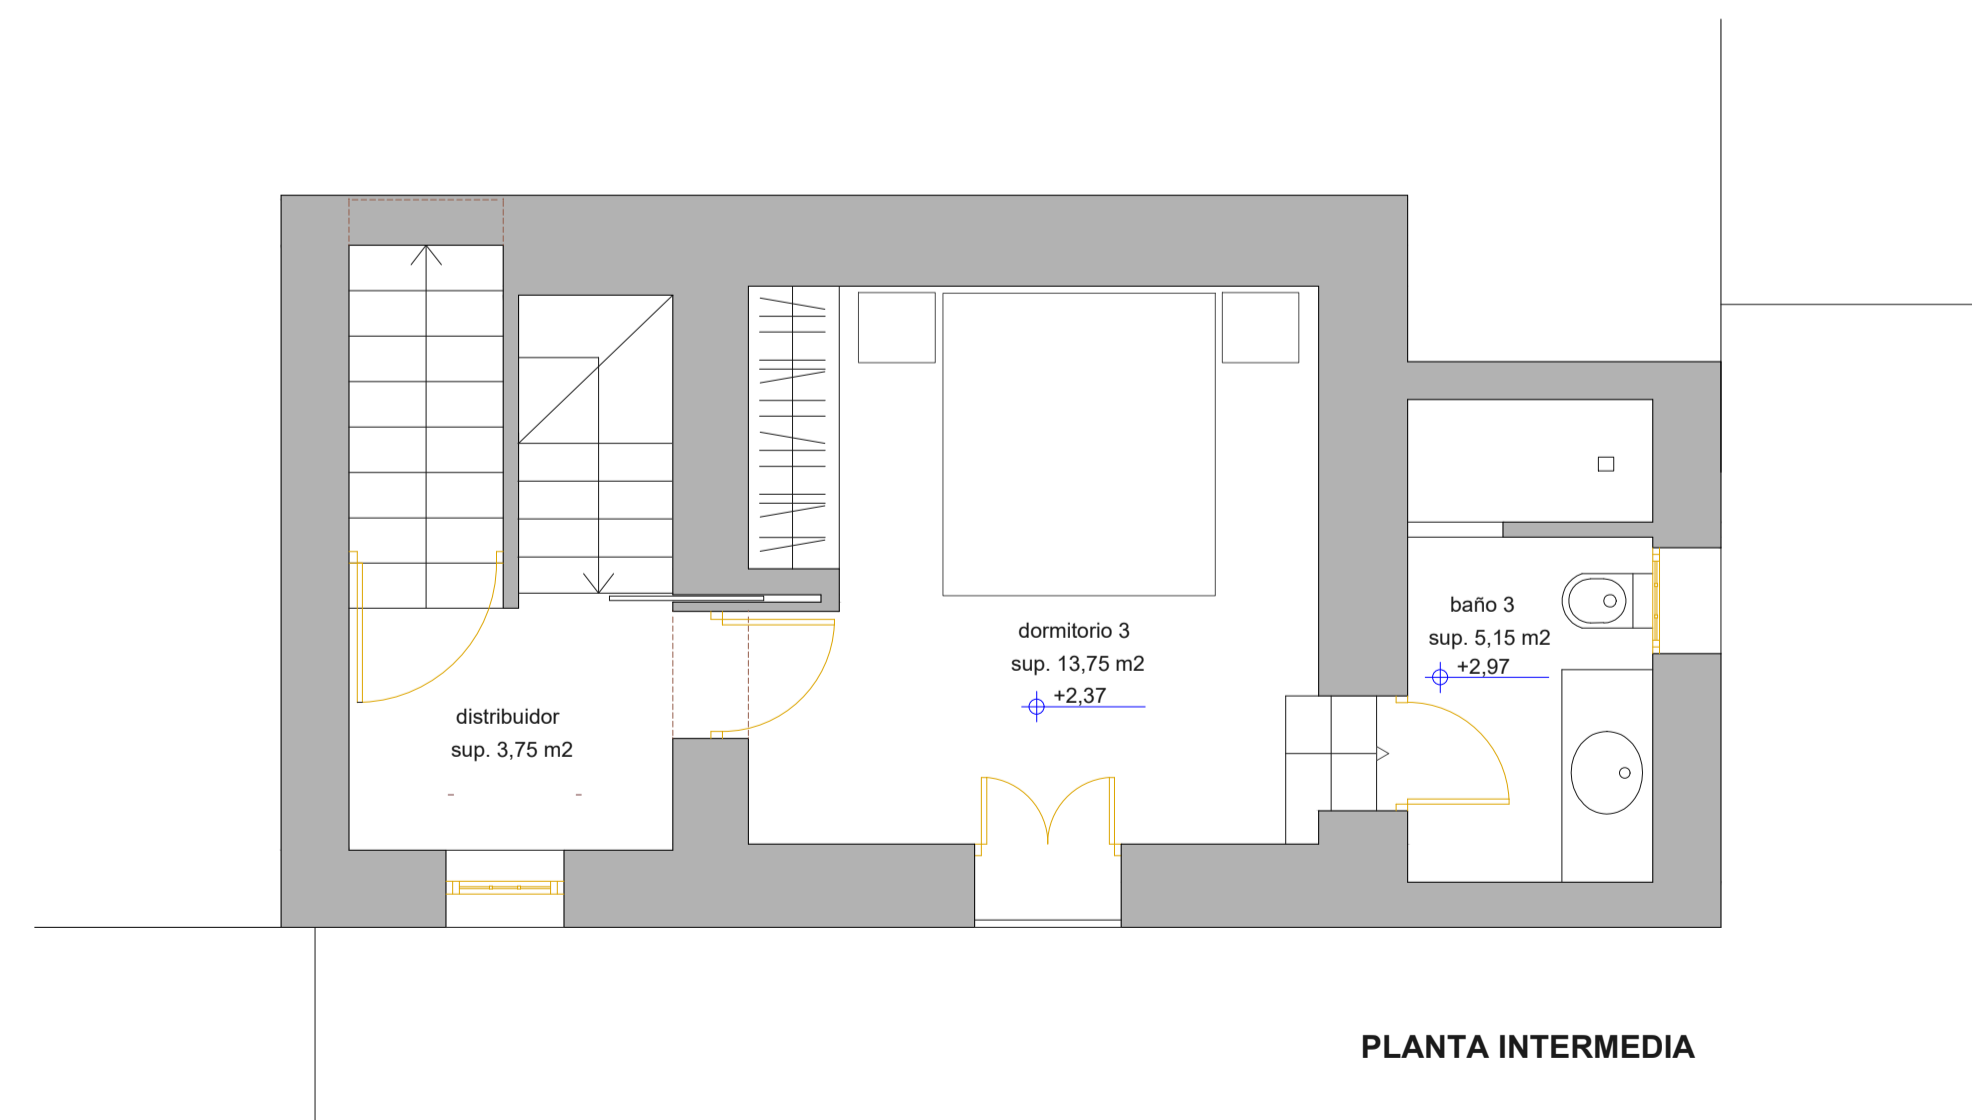 distribuidor
sup. 3,75 m2
dormitorio 3
sup. 13,75 m2
+2,37
baño 3
sup. 5,15 m2
+2,97
PLANTA INTERMEDIA